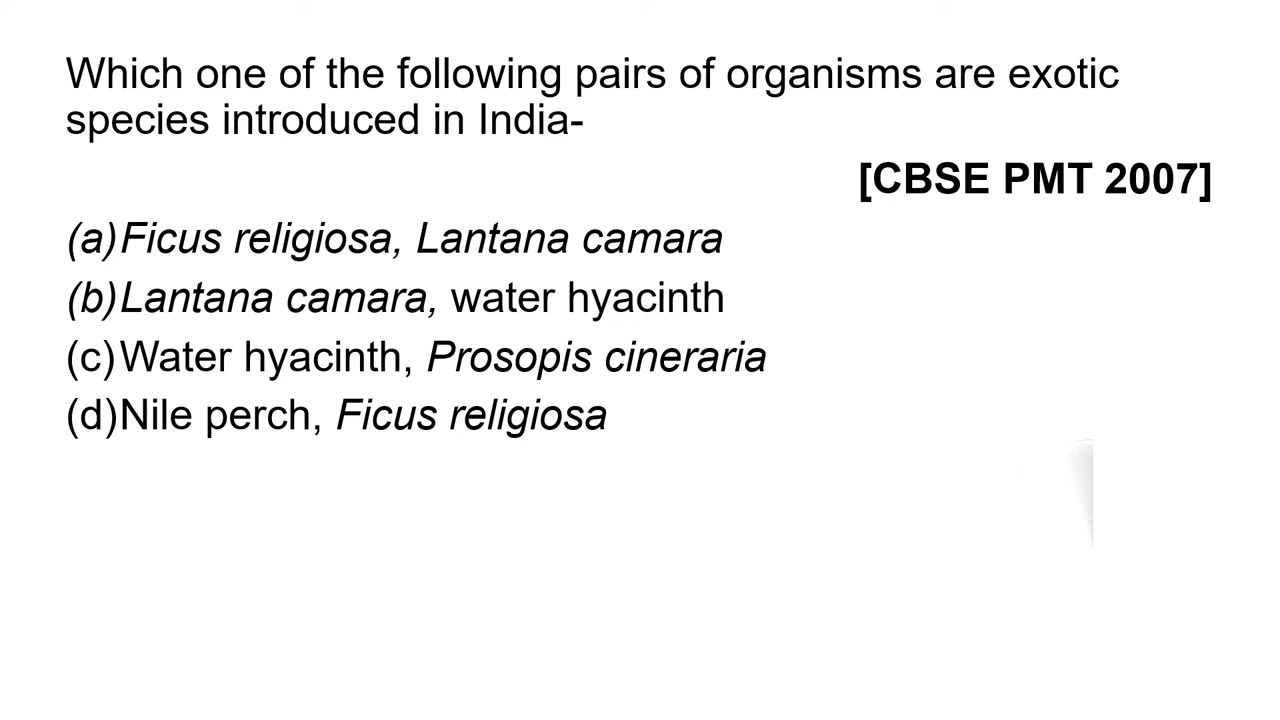 Which one of the following pairs of organisms are exotic
species introduced in India-
[CBSE PMT 2007]
(a)Ficus religiosa, Lantana camara
(b)Lantana camara, water hyacinth
(c)Water hyacinth, Prosopis cineraria
(d)Nile perch, Ficus religiosa